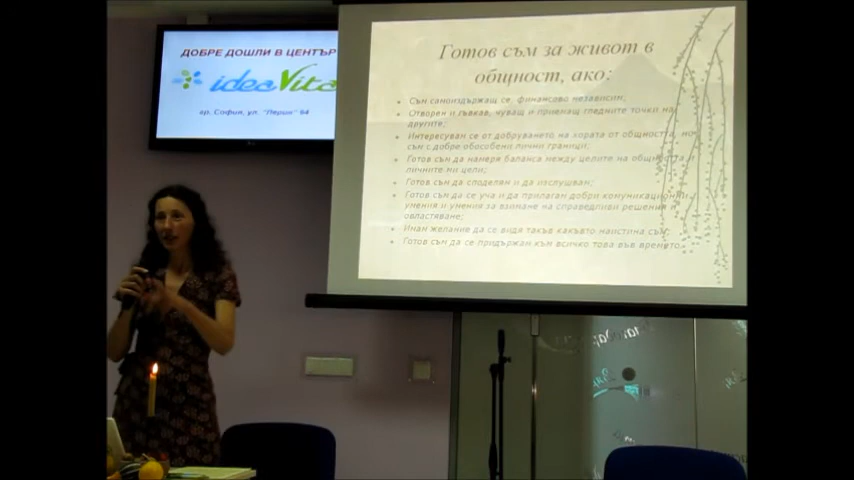 ДОБРЕ ДОШЛИ В ЦЕНТЪР
ideaVita
гр. София, ул. "Перник" 64
Готов съм за живот в
общност, ако:
Съм самоиздържащ се, финансово независим;
Отворен и гъвкав, чуващ и приемащ гледните точки на
другите;
Интересувам се от добруването на хората от общността, но
съм с добре обособени лични граници;
Готов съм да намеря баланса между целите на общността и
личните ми цели;
Готов съм да споделям и да изслушвам;
Готов съм да се уча и да прилагам добри комуникационни
умения и умения за взимане на справедливи решения и
овластяване;
Имам желание да се видя такъв какъвто наистина съм;
Готов съм да се придържам към всичко това във времето.